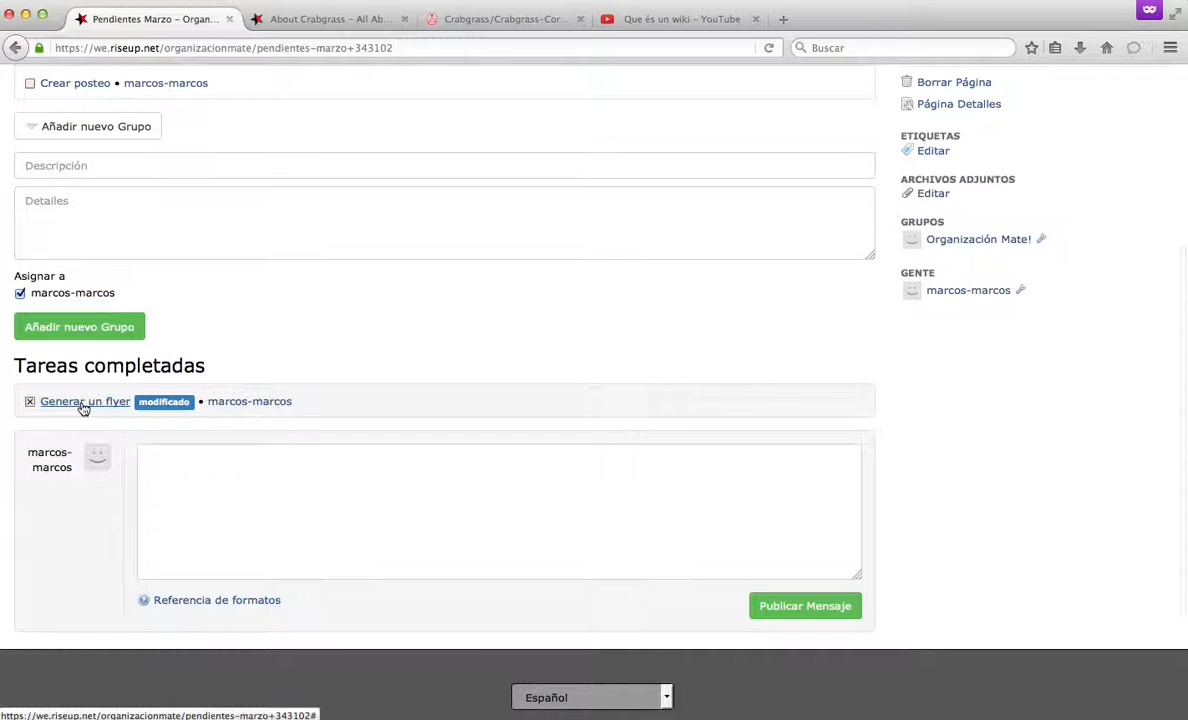 Pendientes Marzo – Organ...
About Crabgrass – All Ab...
Crabgrass/Crabgrass-Cor...
Que és un wiki – YouTube
https://we.riseup.net/organizacionmate/pendientes-marzo+343102
Buscar
Crear posteo • marcos-marcos
Borrar Página
Página Detalles
Añadir nuevo Grupo
ETIQUETAS
Editar
Descripción
ARCHIVOS ADJUNTOS
Editar
Detalles
GRUPOS
Organización Mate!
Asignar a
GENTE
marcos-marcos
marcos-marcos
Añadir nuevo Grupo
Tareas completadas
Generar un flyer modificado • marcos-marcos
marcos-
marcos
Referencia de formatos
Publicar Mensaje
Español
https://we.riseup.net/organizacionmate/pendientes-marzo+343102#